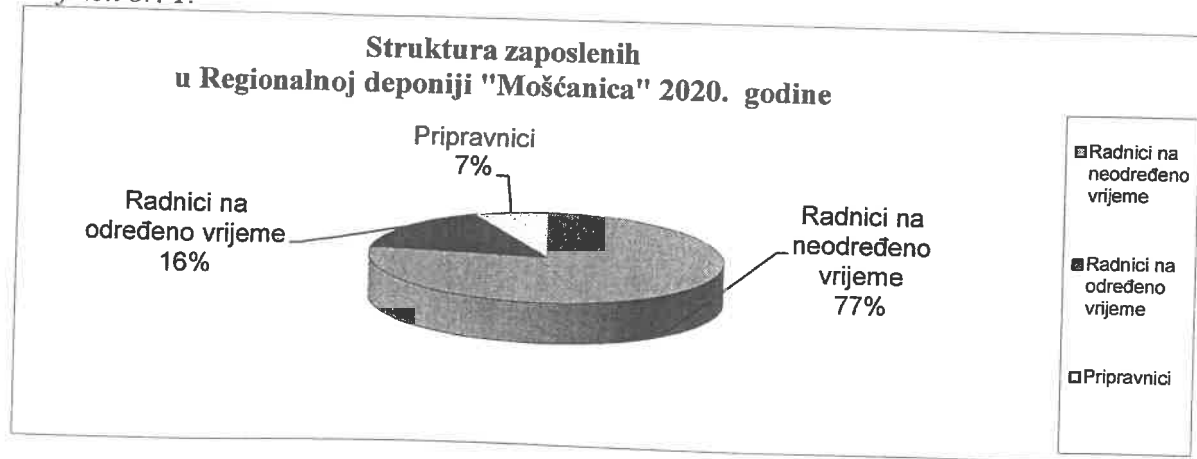 Struktura zaposlenih
u Regionalnoj deponiji "Mošćanica" 2020. godine
Pripravnici
7%
Radnici na
određeno vrijeme
16%
Radnici na
neodređeno
vrijeme
77%
Radnici na
neodređeno
vrijeme
Radnici na
određeno
vrijeme
Pripravnici